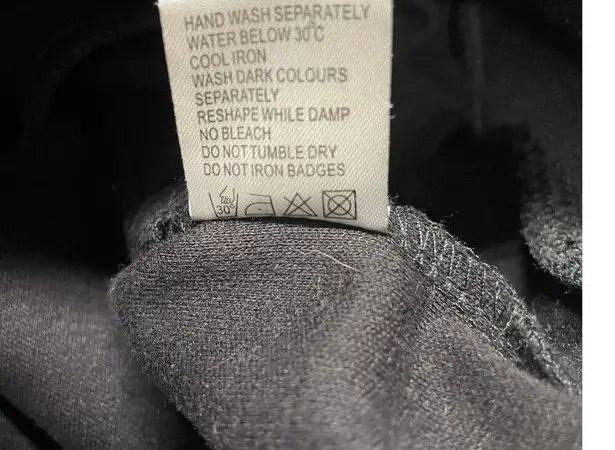 HAND WASH SEPARATELY
WATER BELOW 30°C
COOL IRON
WASH DARK COLOURS
SEPARATELY
RESHAPE WHILE DAMP
NO BLEACH
DO NOT TUMBLE DRY
DO NOT IRON BADGES
30°